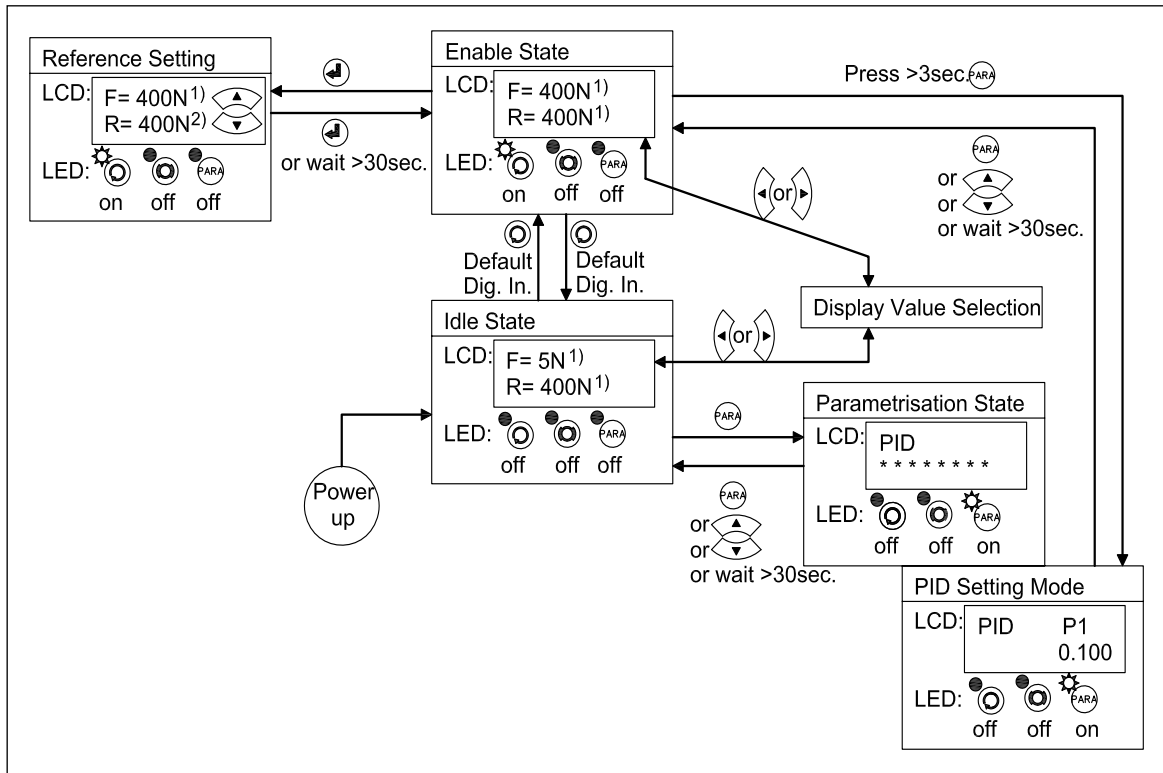 Reference Setting
LCD:
F= 400N1)
R= 400N2)
LED:
PARA
on off off
or wait >30sec.
Enable State
LCD:
F= 400N1)
R= 400N1)
LED:
PARA
on off off
Press >3sec. PARA
PARA
or
or
or wait >30sec.
or
Default
Dig. In.
Default
Dig. In.
Display Value Selection
Idle State
LCD:
F= 5N1)
R= 400N1)
LED:
PARA
off off off
or
Power
up
PARA
PARA
or
or
or wait >30sec.
Parametrisation State
LCD:
PID
* * * * * * * *
LED:
PARA
off off on
PID Setting Mode
LCD:
PID P1
0.100
LED:
PARA
off off on